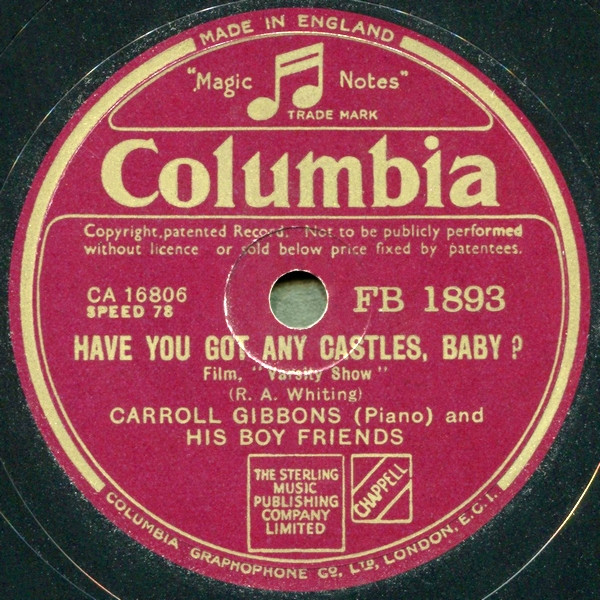 MADE IN ENGLAND
"Magic Notes"
TRADE MARK
Columbia
Copyright, patented Record. Not to be publicly performed
without licence or sold below price fixed by patentees.
CA 16806
SPEED 78
FB 1893
HAVE YOU GOT ANY CASTLES, BABY?
Film, "Varsity Show"
(R. A. Whiting)
CARROLL GIBBONS (Piano) and
HIS BOY FRIENDS
THE STERLING
MUSIC
PUBLISHING
COMPANY
LIMITED
CHAPPELL
COLUMBIA GRAPHOPHONE CO., LTD, LONDON, E.C.1.